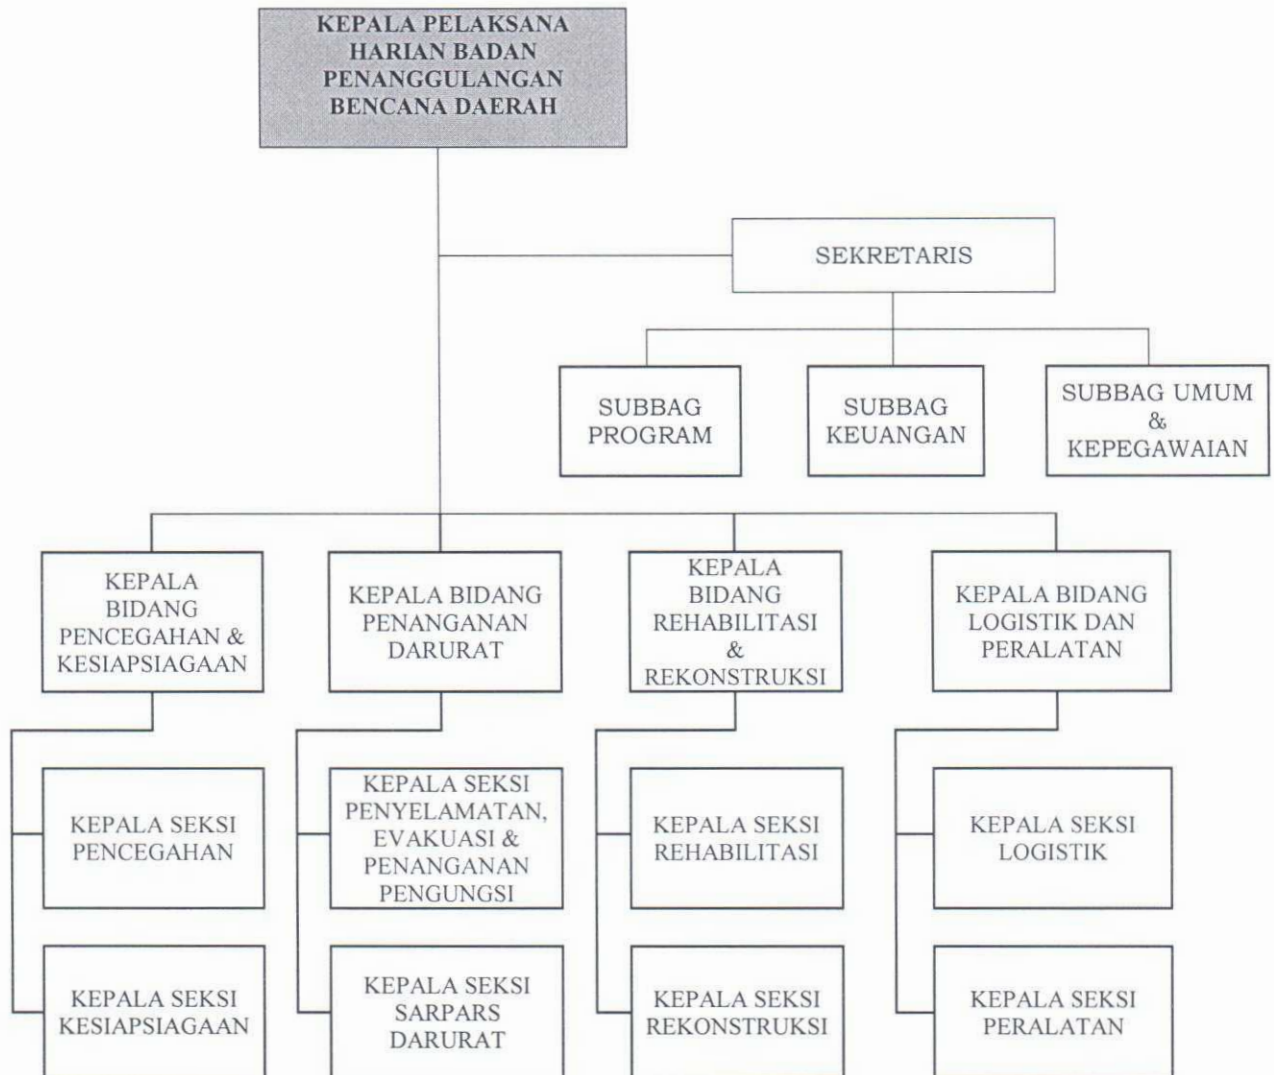 KEPALA PELAKSANA
HARIAN BADAN
PENANGGULANGAN
BENCANA DAERAH
SEKRETARIS
SUBBAG
PROGRAM
SUBBAG
KEUANGAN
SUBBAG UMUM
&
KEPEGAWAIAN
KEPALA
BIDANG
PENCEGAHAN &
KESIAPSIAGAAN
KEPALA BIDANG
PENANGANAN
DARURAT
KEPALA
BIDANG
REHABILITASI
&
REKONSTRUKSI
KEPALA BIDANG
LOGISTIK DAN
PERALATAN
KEPALA SEKSI
PENCEGAHAN
KEPALA SEKSI
PENYELAMATAN,
EVAKUASI &
PENANGANAN
PENGUNGSI
KEPALA SEKSI
REHABILITASI
KEPALA SEKSI
LOGISTIK
KEPALA SEKSI
KESIAPSIAGAAN
KEPALA SEKSI
SARPARS
DARURAT
KEPALA SEKSI
REKONSTRUKSI
KEPALA SEKSI
PERALATAN